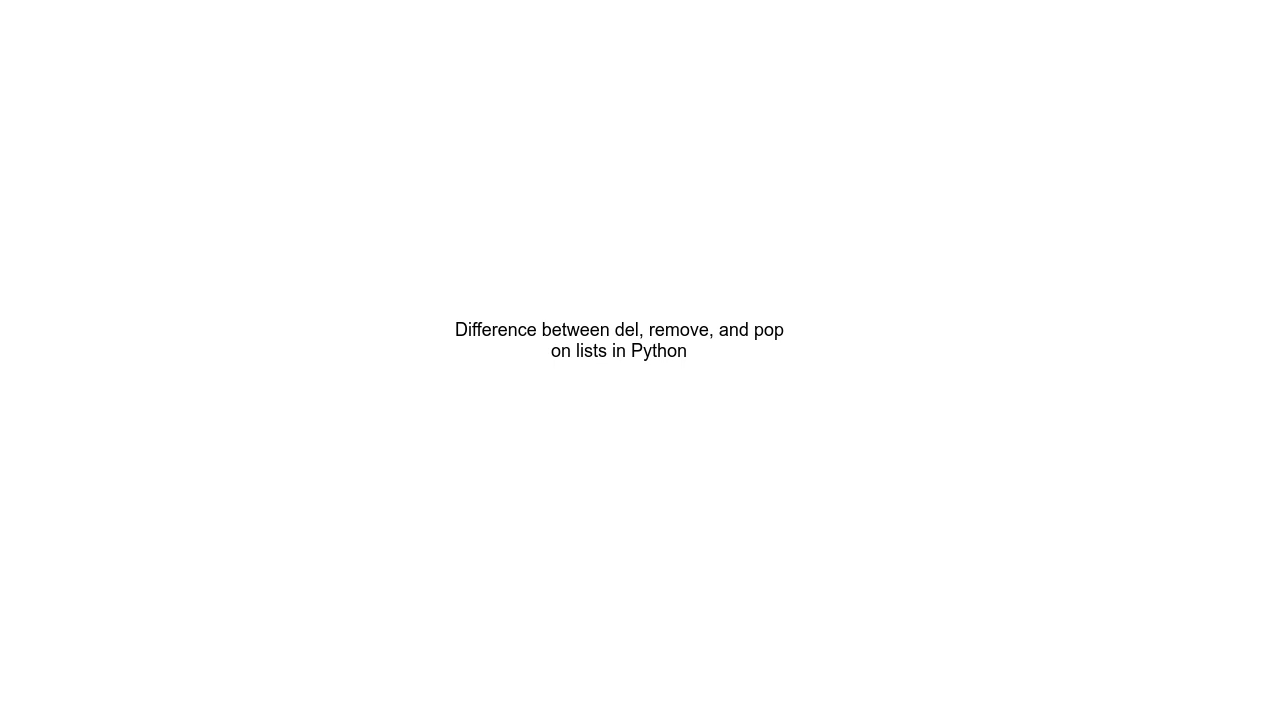 Difference between del, remove, and pop
on lists in Python